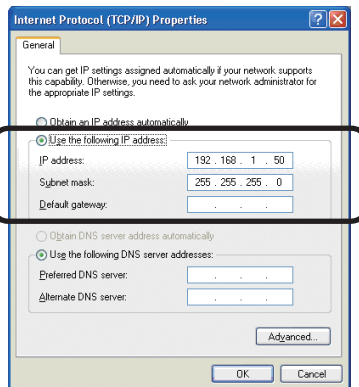 Internet Protocol (TCP/IP) Properties
General
You can get IP settings assigned automatically if your network supports
this capability. Otherwise, you need to ask your network administrator for
the appropriate IP settings.
Obtain an IP address automatically
Use the following IP address:
IP address: 192 . 168 . 1 . 50
Subnet mask: 255 . 255 . 255 . 0
Default gateway: . . .
Obtain DNS server address automatically
Use the following DNS server addresses:
Preferred DNS server: . . .
Alternate DNS server: . . .
Advanced...
OK Cancel